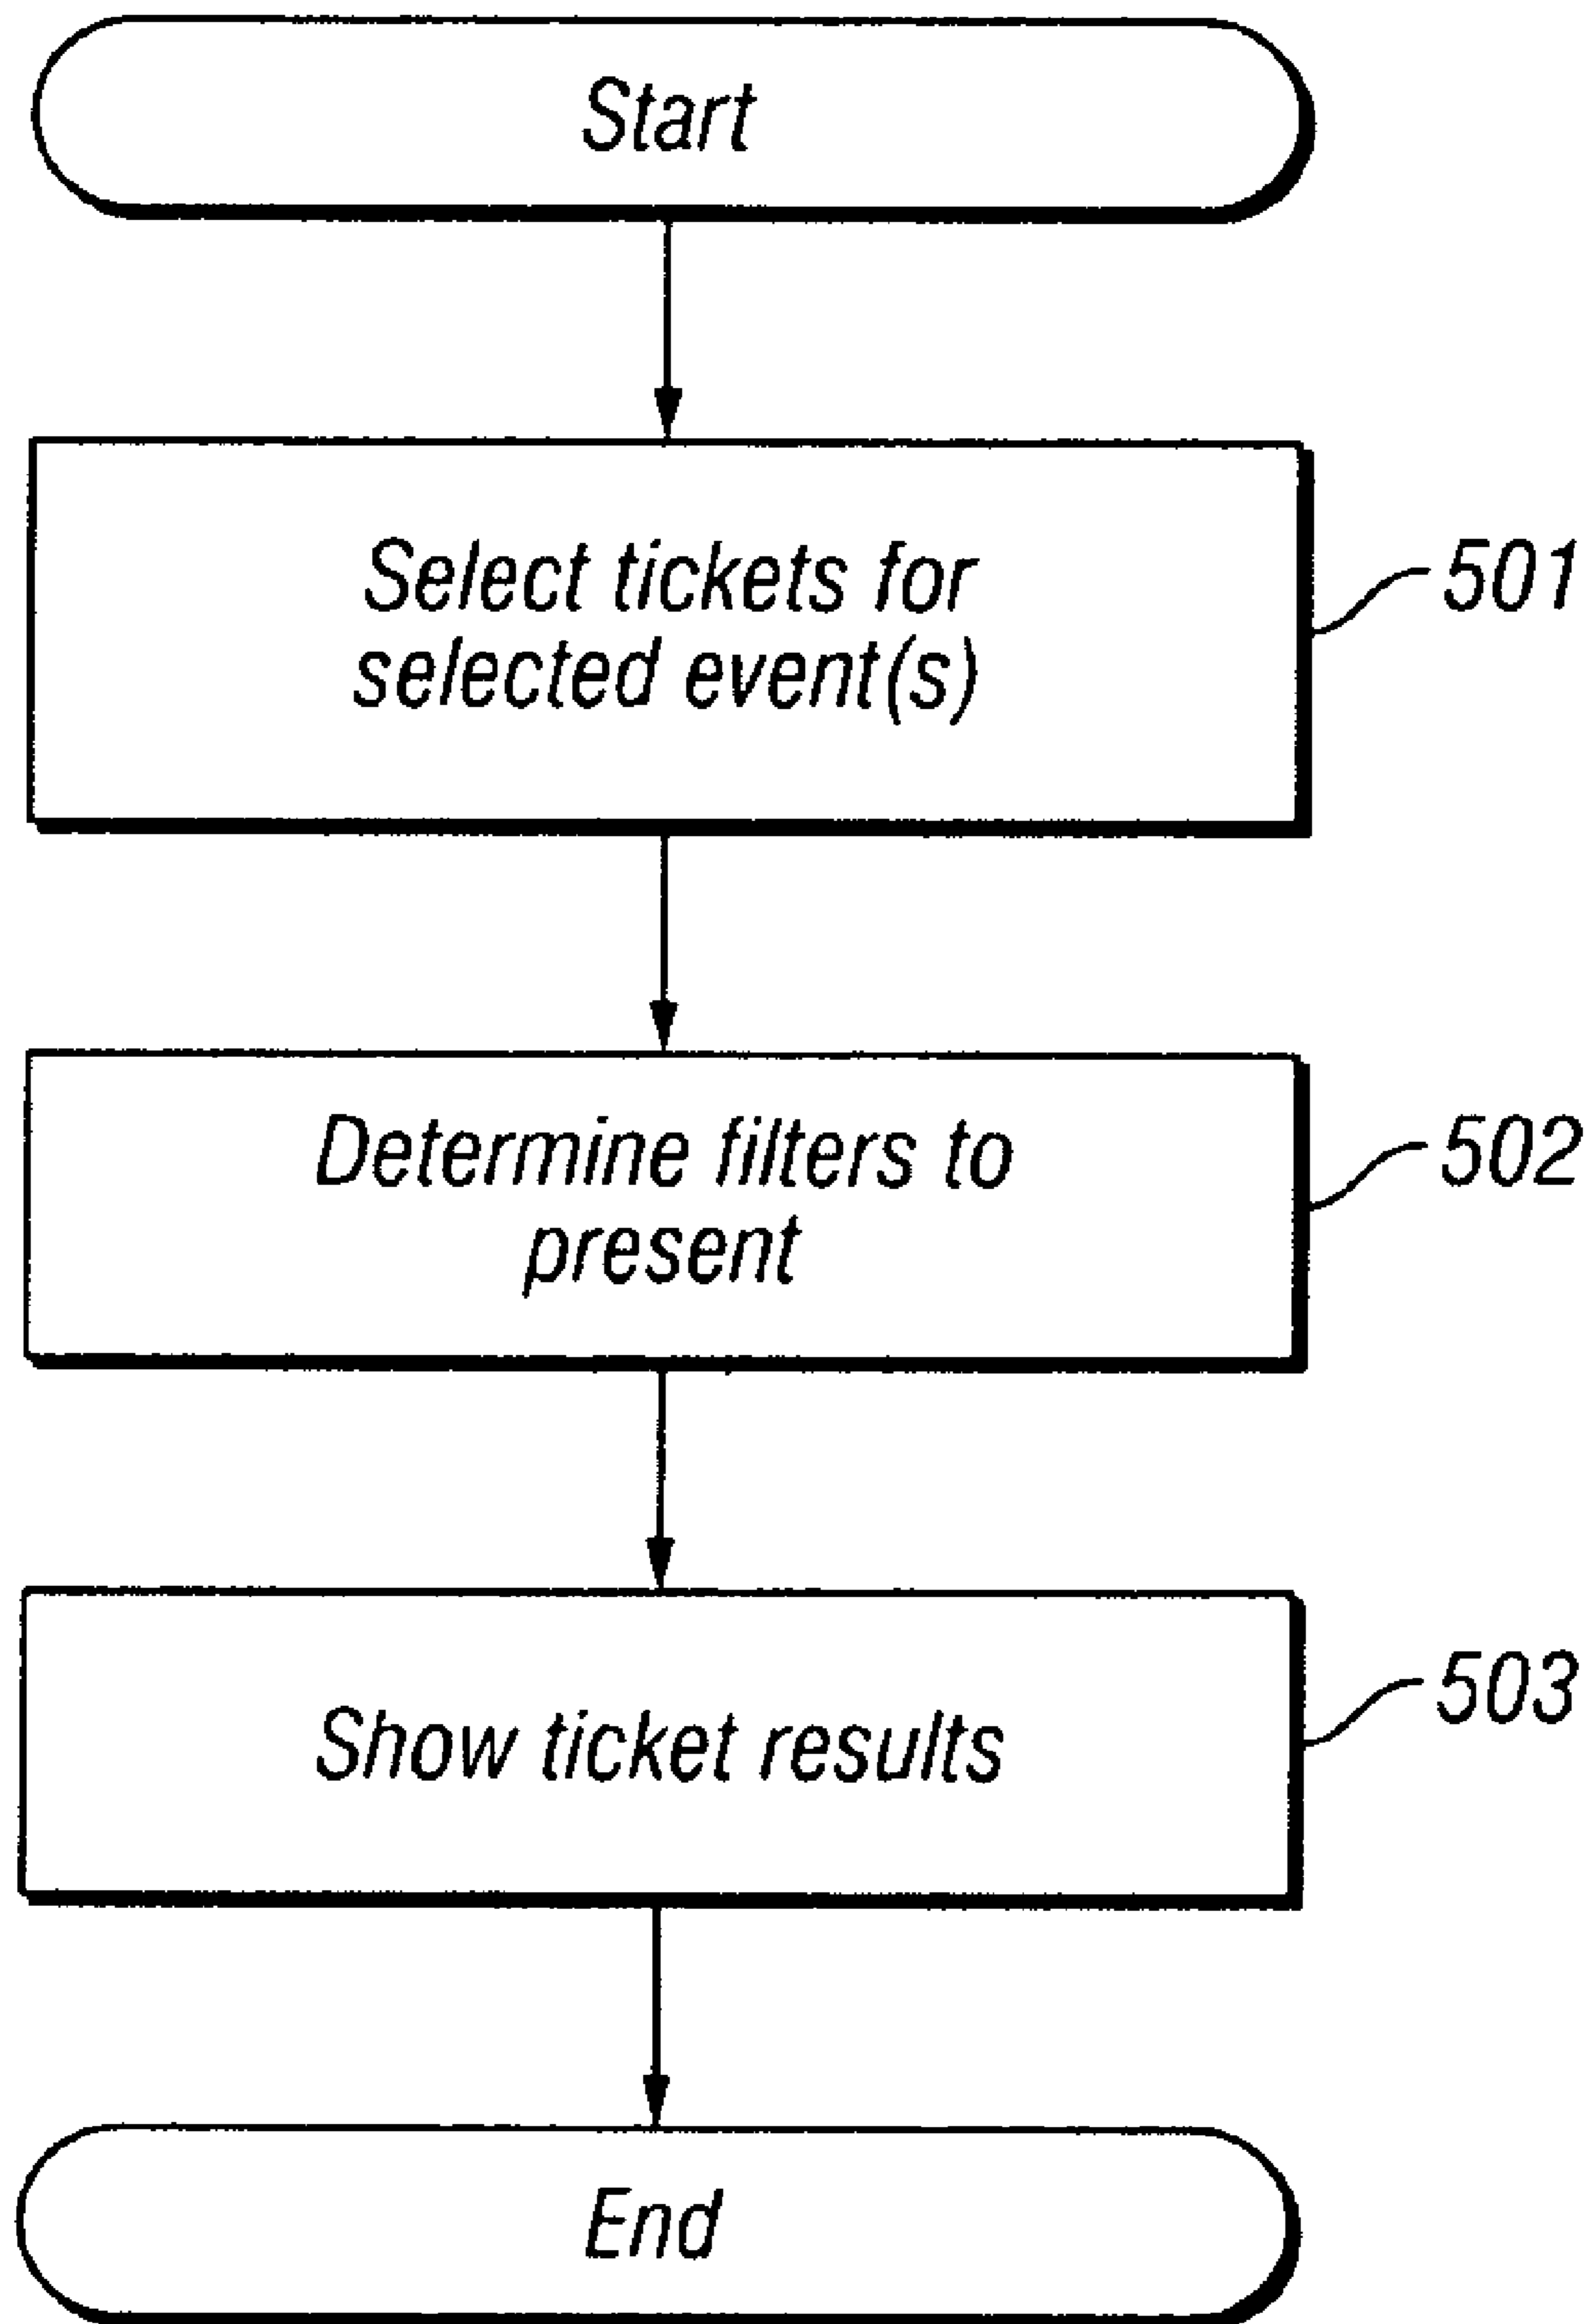 Start
Select tickets for
selected event(s)
501
Determine filters to
present
502
Show ticket results
503
End